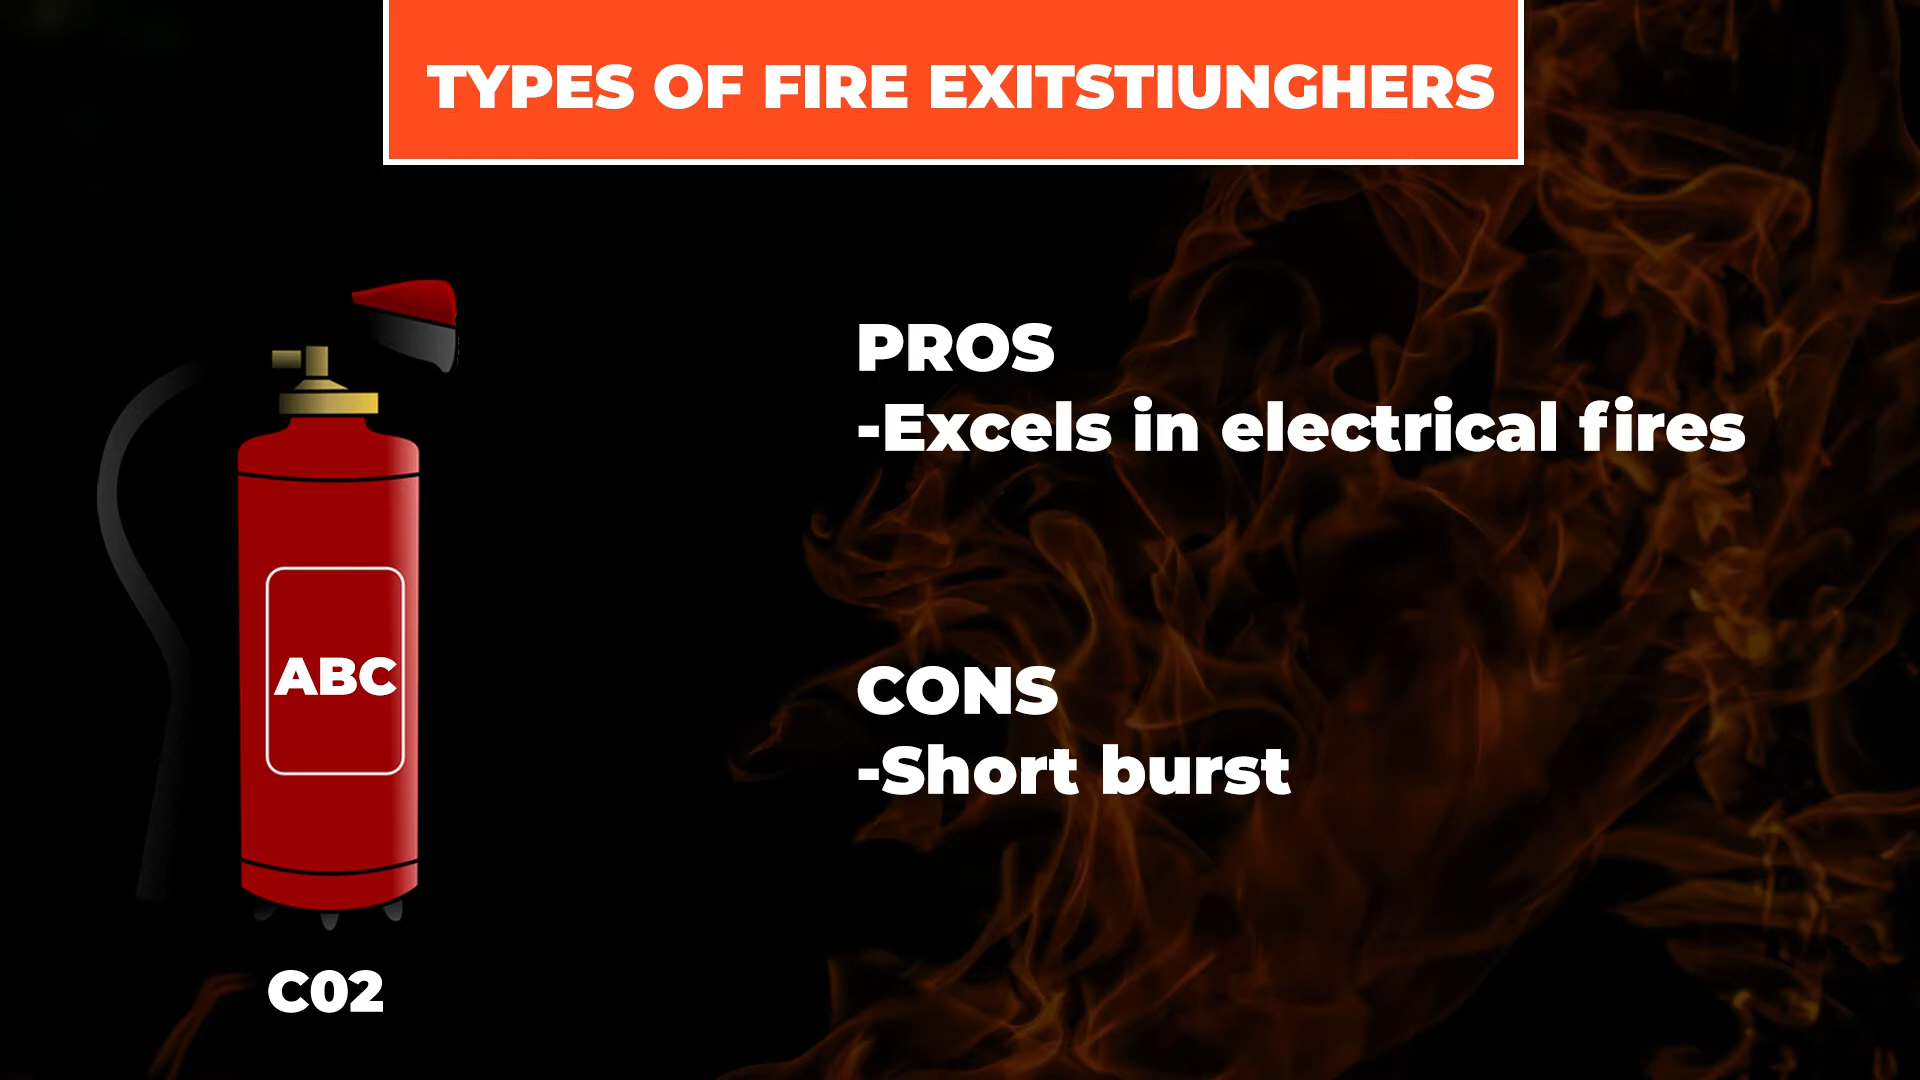 TYPES OF FIRE EXITSTIUNGHERS
PROS
-Excels in electrical fires
ABC
CONS
-Short burst
C02